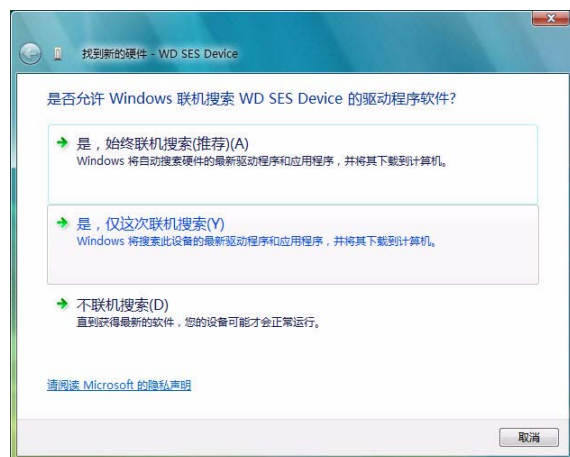 找到新的硬件 - WD SES Device
是否允许 Windows 联机搜索 WD SES Device 的驱动程序软件?
是，始终联机搜索(推荐)(A)
Windows 将自动搜索硬件的最新驱动程序和应用程序，并将其下载到计算机。
是，仅这次联机搜索(Y)
Windows 将搜索此设备的最新驱动程序和应用程序，并将其下载到计算机。
不联机搜索(D)
直到获得最新的软件，您的设备可能才会正常运行。
请阅读 Microsoft 的隐私声明
取消